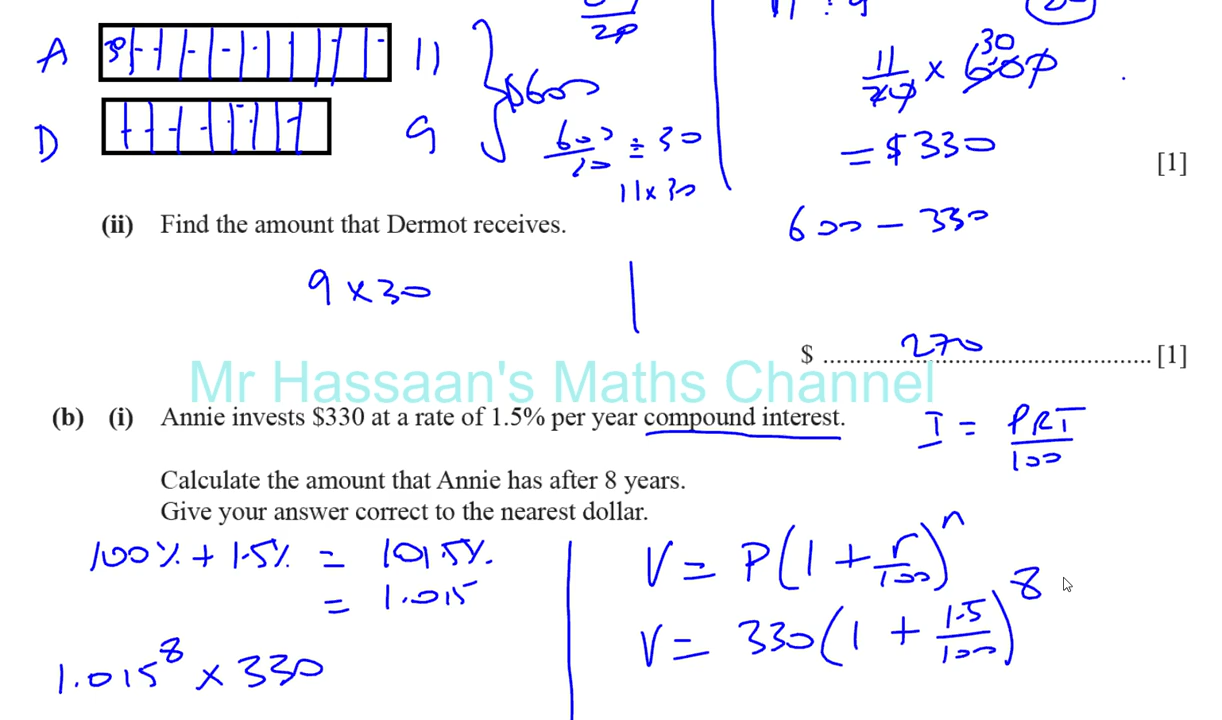 30
A 11
$600
11/20 × 600
D 9
600/20 = 30
= $330
[1]
11 × 30
(ii) Find the amount that Dermot receives.
600 − 330
9 × 30
$ 270 [1]
Mr Hassaan's Maths Channel
(b) (i) Annie invests $330 at a rate of 1.5% per year compound interest.
I = PRT/100
Calculate the amount that Annie has after 8 years.
Give your answer correct to the nearest dollar.
100% + 1.5% = 101.5%
= 1.015
V = P(1 + r/100)^n
V = 330(1 + 1.5/100)^8
1.015^8 × 330